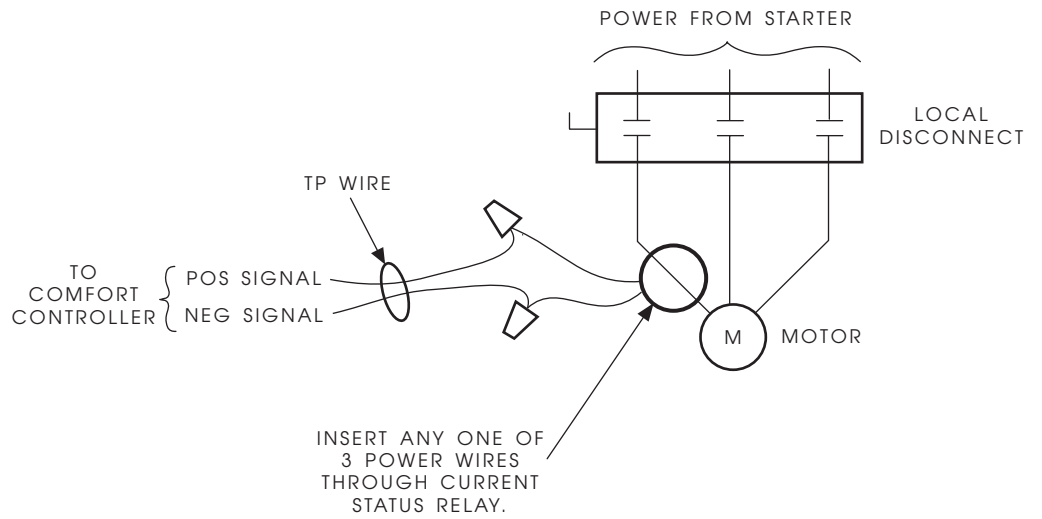 POWER FROM STARTER
LOCAL
DISCONNECT
TP WIRE
TO
COMFORT
CONTROLLER
POS SIGNAL
NEG SIGNAL
M
MOTOR
INSERT ANY ONE OF
3 POWER WIRES
THROUGH CURRENT
STATUS RELAY.